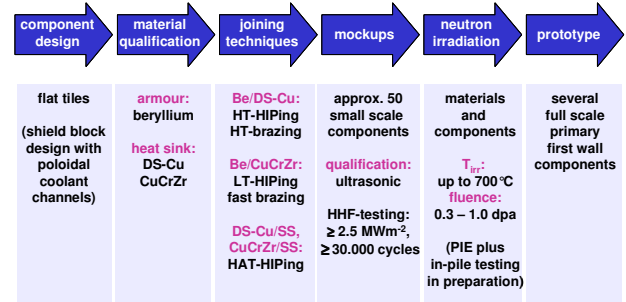 component
design
material
qualification
joining
techniques
mockups
neutron
irradiation
prototype
flat tiles
(shield block
design with
poloidal
coolant
channels)
armour:
beryllium
heat sink:
DS-Cu
CuCrZr
Be/DS-Cu:
HT-HIPing
HT-brazing
Be/CuCrZr:
LT-HIPing
fast brazing
DS-Cu/SS,
CuCrZr/SS:
HAT-HIPing
approx. 50
small scale
components
qualification:
ultrasonic
HHF-testing:
≥ 2.5 MWm-2,
≥ 30.000 cycles
materials
and
components
Tirr:
up to 700°C
fluence:
0.3 – 1.0 dpa
(PIE plus
in-pile testing
in preparation)
several
full scale
primary
first wall
components